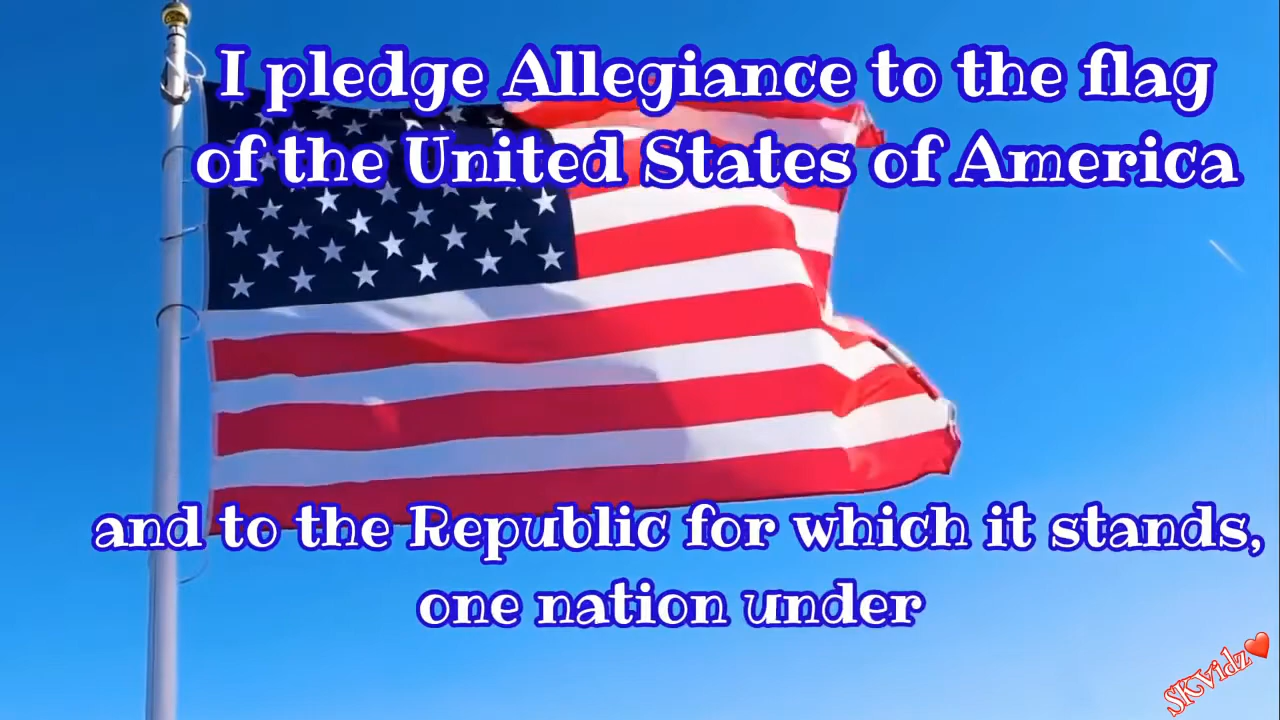 I pledge Allegiance to the flag
of the United States of America
and to the Republic for which it stands,
one nation under
SKVidz❤